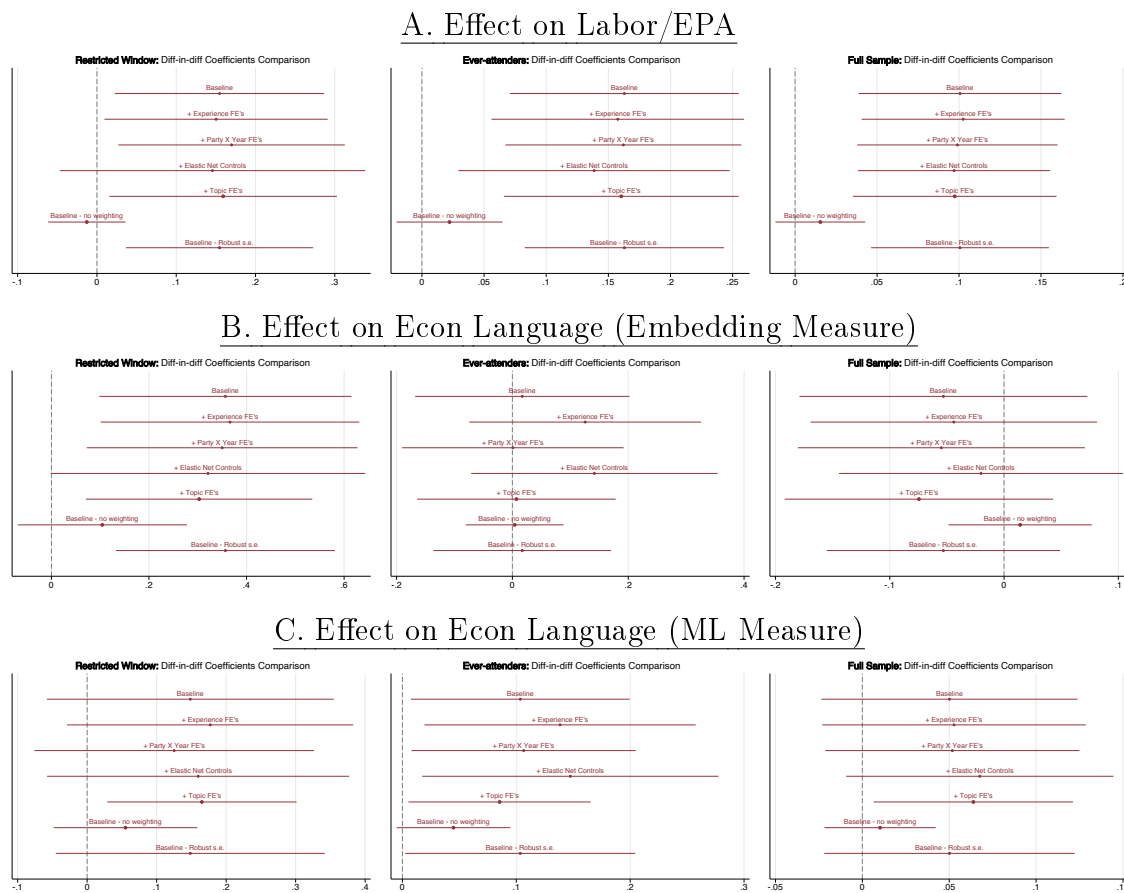 A. Effect on Labor/EPA
Restricted Window: Diff-in-diff Coefficients Comparison
Baseline
+ Experience FE's
+ Party X Year FE's
+ Elastic Net Controls
+ Topic FE's
Baseline - no weighting
Baseline - Robust s.e.
-.1 0 .1 .2 .3
Ever-attenders: Diff-in-diff Coefficients Comparison
Baseline
+ Experience FE's
+ Party X Year FE's
+ Elastic Net Controls
+ Topic FE's
Baseline - no weighting
Baseline - Robust s.e.
0 .05 .1 .15 .2 .25
Full Sample: Diff-in-diff Coefficients Comparison
Baseline
+ Experience FE's
+ Party X Year FE's
+ Elastic Net Controls
+ Topic FE's
Baseline - no weighting
Baseline - Robust s.e.
0 .05 .1 .15 .2
B. Effect on Econ Language (Embedding Measure)
Restricted Window: Diff-in-diff Coefficients Comparison
Baseline
+ Experience FE's
+ Party X Year FE's
+ Elastic Net Controls
+ Topic FE's
Baseline - no weighting
Baseline - Robust s.e.
0 .2 .4 .6
Ever-attenders: Diff-in-diff Coefficients Comparison
Baseline
+ Experience FE's
+ Party X Year FE's
+ Elastic Net Controls
+ Topic FE's
Baseline - no weighting
Baseline - Robust s.e.
-.2 0 .2 .4
Full Sample: Diff-in-diff Coefficients Comparison
Baseline
+ Experience FE's
+ Party X Year FE's
+ Elastic Net Controls
+ Topic FE's
Baseline - no weighting
Baseline - Robust s.e.
-.2 -.1 0 .1
C. Effect on Econ Language (ML Measure)
Restricted Window: Diff-in-diff Coefficients Comparison
Baseline
+ Experience FE's
+ Party X Year FE's
+ Elastic Net Controls
+ Topic FE's
Baseline - no weighting
Baseline - Robust s.e.
-.1 0 .1 .2 .3 .4
Ever-attenders: Diff-in-diff Coefficients Comparison
Baseline
+ Experience FE's
+ Party X Year FE's
+ Elastic Net Controls
+ Topic FE's
Baseline - no weighting
Baseline - Robust s.e.
0 .1 .2 .3
Full Sample: Diff-in-diff Coefficients Comparison
Baseline
+ Experience FE's
+ Party X Year FE's
+ Elastic Net Controls
+ Topic FE's
Baseline - no weighting
Baseline - Robust s.e.
-.05 0 .05 .1